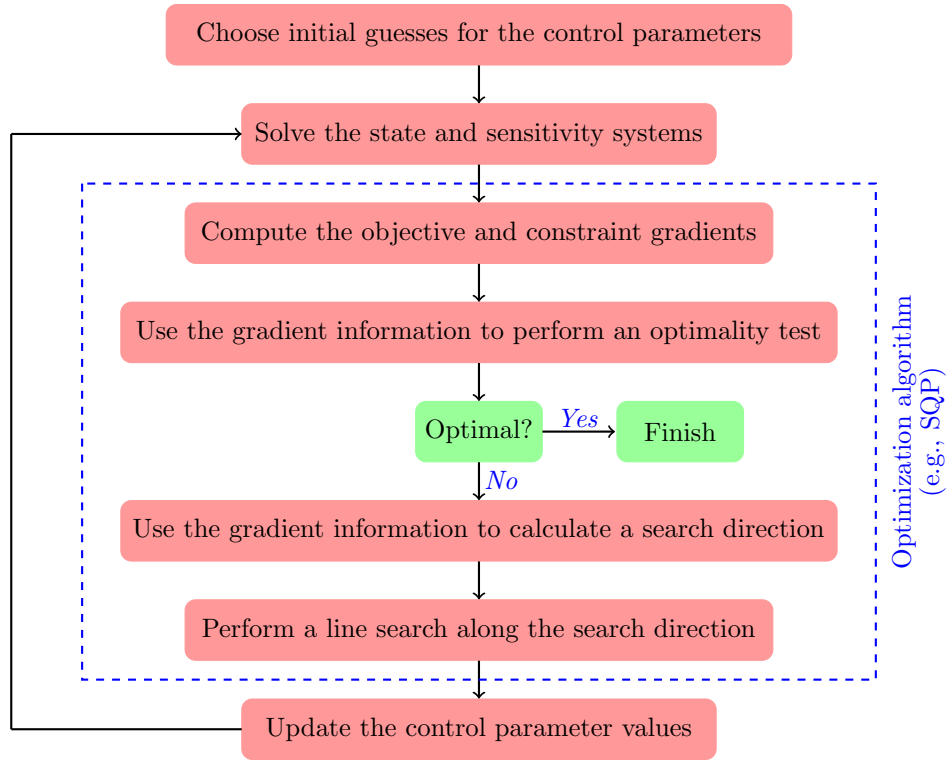 Choose initial guesses for the control parameters
Solve the state and sensitivity systems
Compute the objective and constraint gradients
Use the gradient information to perform an optimality test
Optimal?
Yes
Finish
No
Use the gradient information to calculate a search direction
Perform a line search along the search direction
Update the control parameter values
Optimization algorithm
(e.g., SQP)